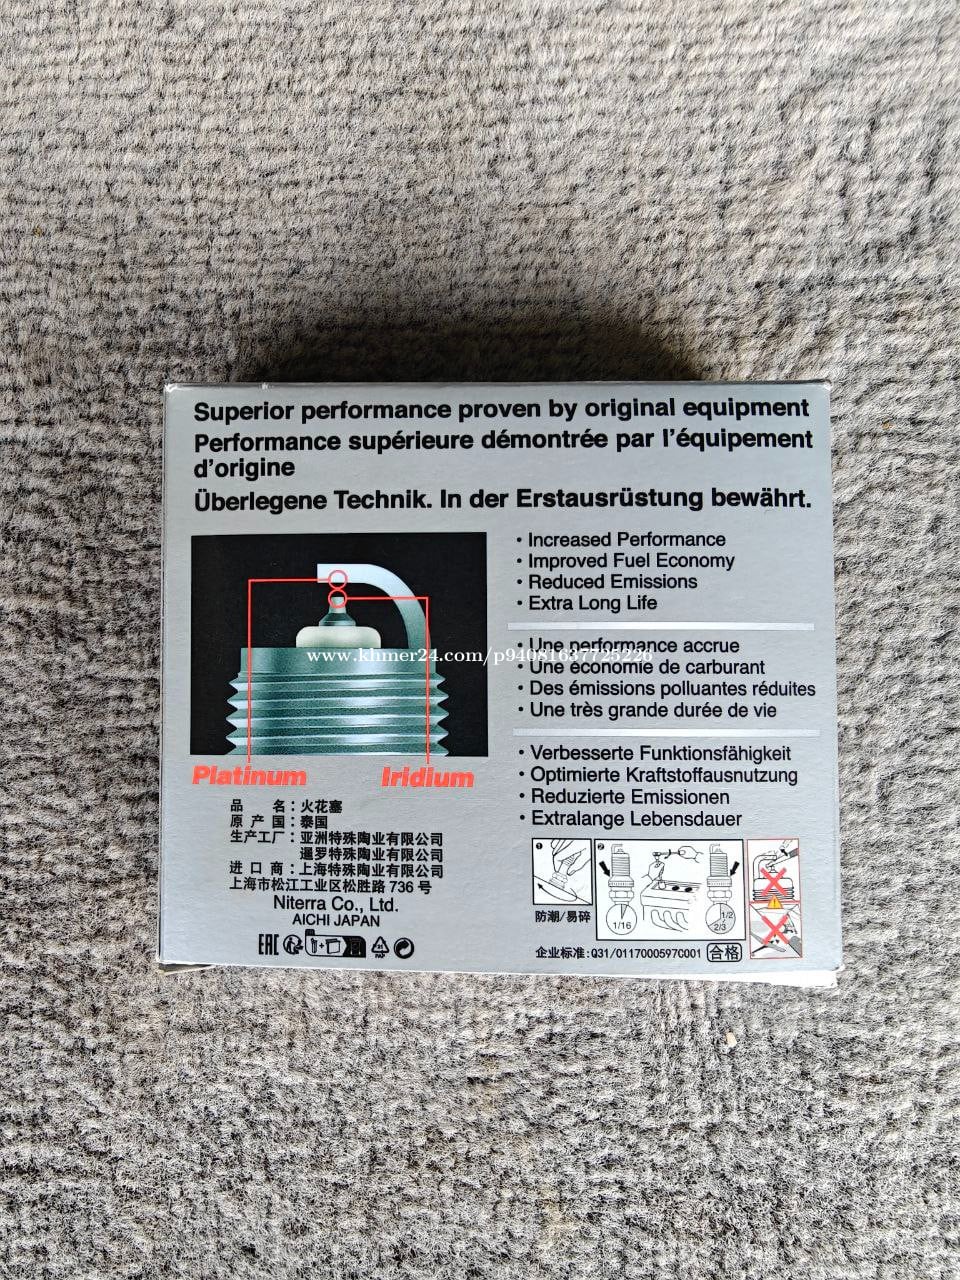 Superior performance proven by original equipment
Performance supérieure démontrée par l'équipement
d'origine
Überlegene Technik. In der Erstausrüstung bewährt.
• Increased Performance
• Improved Fuel Economy
• Reduced Emissions
• Extra Long Life
• Une performance accrue
• Une économie de carburant
• Des émissions polluantes réduites
• Une très grande durée de vie
• Verbesserte Funktionsfähigkeit
• Optimierte Kraftstoffausnutzung
• Reduzierte Emissionen
• Extralange Lebensdauer
www.khmer24.com/p94081637725226
Platinum Iridium
品 名：火花塞
原 产 国：泰国
生产工厂：亚洲特殊陶业有限公司
暹罗特殊陶业有限公司
进 口 商：上海特殊陶业有限公司
上海市松江工业区松胜路 736 号
Niterra Co., Ltd.
AICHI JAPAN
EAC
PAP
1
2
1/16
1/2
2/3
防潮/易碎
企业标准:Q31/0117000597C001 合格